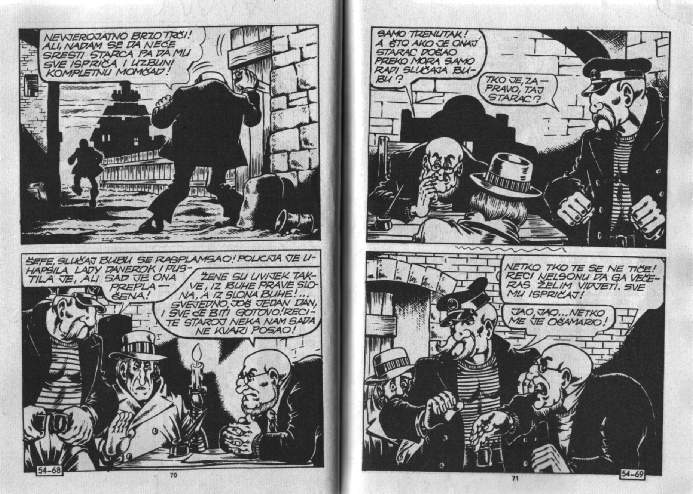 NEVJEROJATNO BRZO TRČI!
ALI, NADAM SE DA NEĆE
SRESTI STARCA PA DA MU
SVE ISPRIČA I UZBUNI
KOMPLETNU MOMČAD!
ŠEFE, SLUČAJ BUBU SE RASPLAMSAO! POLICIJA JE U-
HAPSILA LADY DANEROK I PUS-
TILA JE, ALI SAD JE ONA
PREPLA-
ŠENA!
ŽENE SU UVIJEK TAK-
VE, IZ BUHE PRAVE SLO-
NA, A IZ SLONA BUHE!...
SVEJEDNO, JOŠ JEDAN DAN,
I SVE ĆE BITI GOTOVO! RECI-
TE STAROJ NEKA NAM SADA
NE KVARI POSAO!
54-68
70
SAMO TRENUTAK!
A ŠTO AKO JE ONAJ
STARAC DOŠAO
PREKO MORA SAMO
RADI SLUČAJA BU-
BU?
TKO JE, ZA-
PRAVO, TAJ
STARAC?
NETKO TKO TE SE NE TIČE!
RECI NELSONU DA GA VEČE-
RAS ŽELIM VIDJETI. SVE
MU ISPRIČAJ!
JAO, JAO... NETKO
ME JE OŠAMARIO!
71
54-69